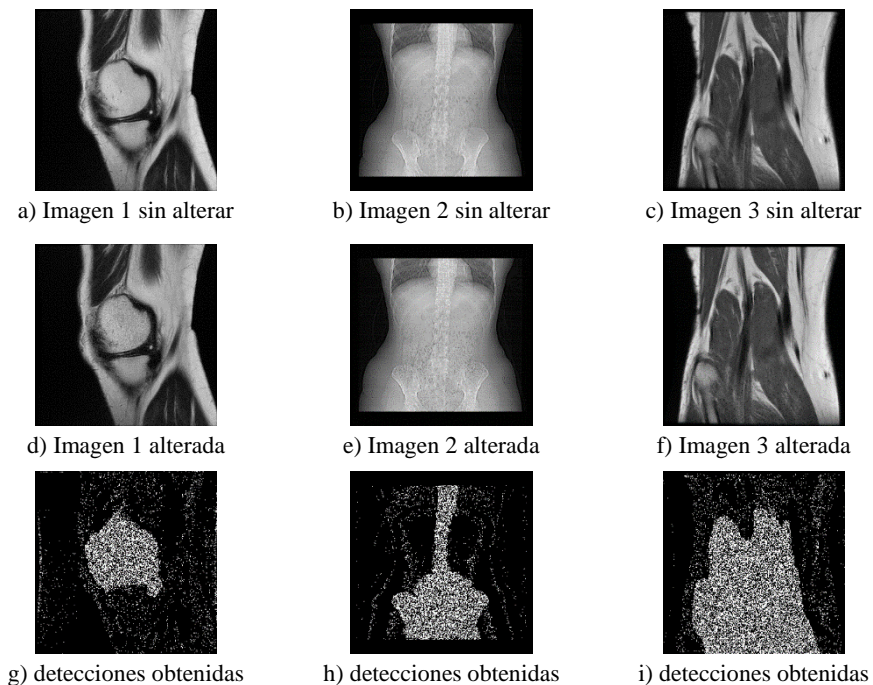 a) Imagen 1 sin alterar
b) Imagen 2 sin alterar
c) Imagen 3 sin alterar
d) Imagen 1 alterada
e) Imagen 2 alterada
f) Imagen 3 alterada
g) detecciones obtenidas
h) detecciones obtenidas
i) detecciones obtenidas